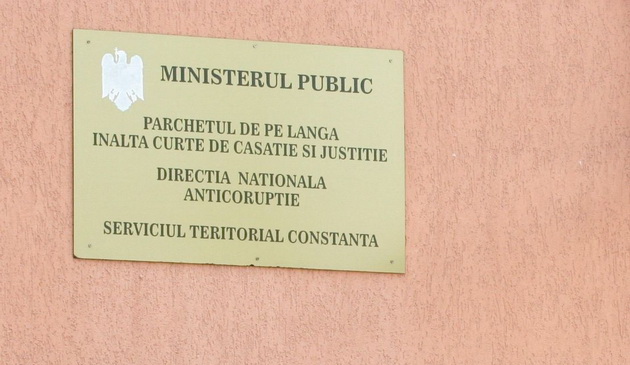 MINISTERUL PUBLIC
PARCHETUL DE PE LANGA
INALTA CURTE DE CASATIE SI JUSTITIE
DIRECTIA NATIONALA
ANTICORUPTIE
SERVICIUL TERITORIAL CONSTANTA